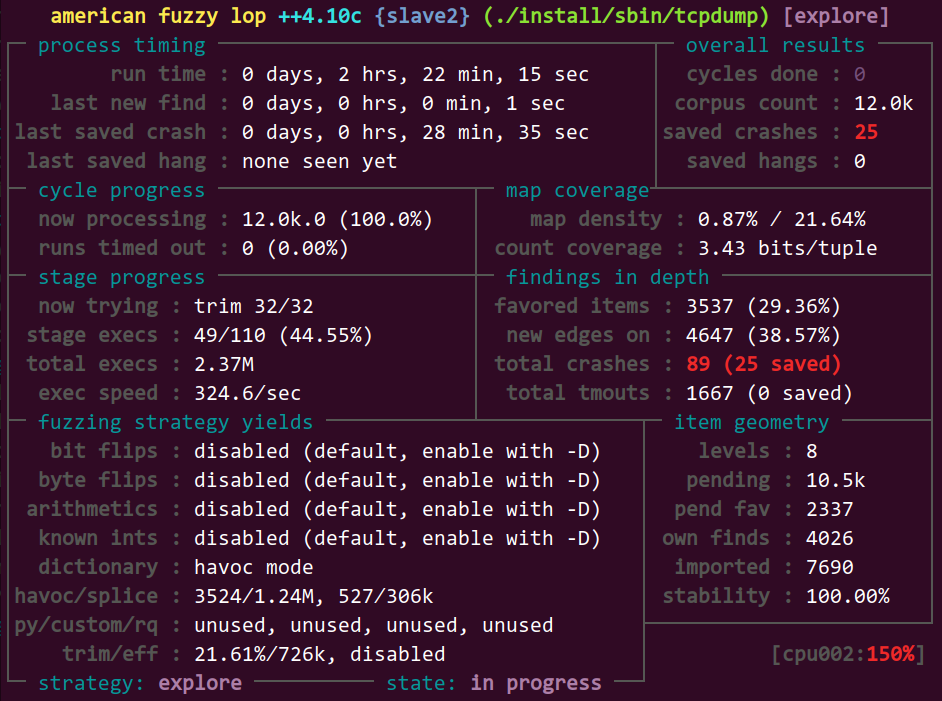 american fuzzy lop ++4.10c {slave2} (./install/sbin/tcpdump) [explore]
process timing
overall results
run time : 0 days, 2 hrs, 22 min, 15 sec
cycles done : 0
last new find : 0 days, 0 hrs, 0 min, 1 sec
corpus count : 12.0k
last saved crash : 0 days, 0 hrs, 28 min, 35 sec
saved crashes : 25
last saved hang : none seen yet
saved hangs : 0
cycle progress
map coverage
now processing : 12.0k.0 (100.0%)
map density : 0.87% / 21.64%
runs timed out : 0 (0.00%)
count coverage : 3.43 bits/tuple
stage progress
findings in depth
now trying : trim 32/32
favored items : 3537 (29.36%)
stage execs : 49/110 (44.55%)
new edges on : 4647 (38.57%)
total execs : 2.37M
total crashes : 89 (25 saved)
exec speed : 324.6/sec
total tmouts : 1667 (0 saved)
fuzzing strategy yields
item geometry
bit flips : disabled (default, enable with -D)
levels : 8
byte flips : disabled (default, enable with -D)
pending : 10.5k
arithmetics : disabled (default, enable with -D)
pend fav : 2337
known ints : disabled (default, enable with -D)
own finds : 4026
dictionary : havoc mode
imported : 7690
havoc/splice : 3524/1.24M, 527/306k
stability : 100.00%
py/custom/rq : unused, unused, unused, unused
trim/eff : 21.61%/726k, disabled
[cpu002:150%]
strategy: explore
state: in progress